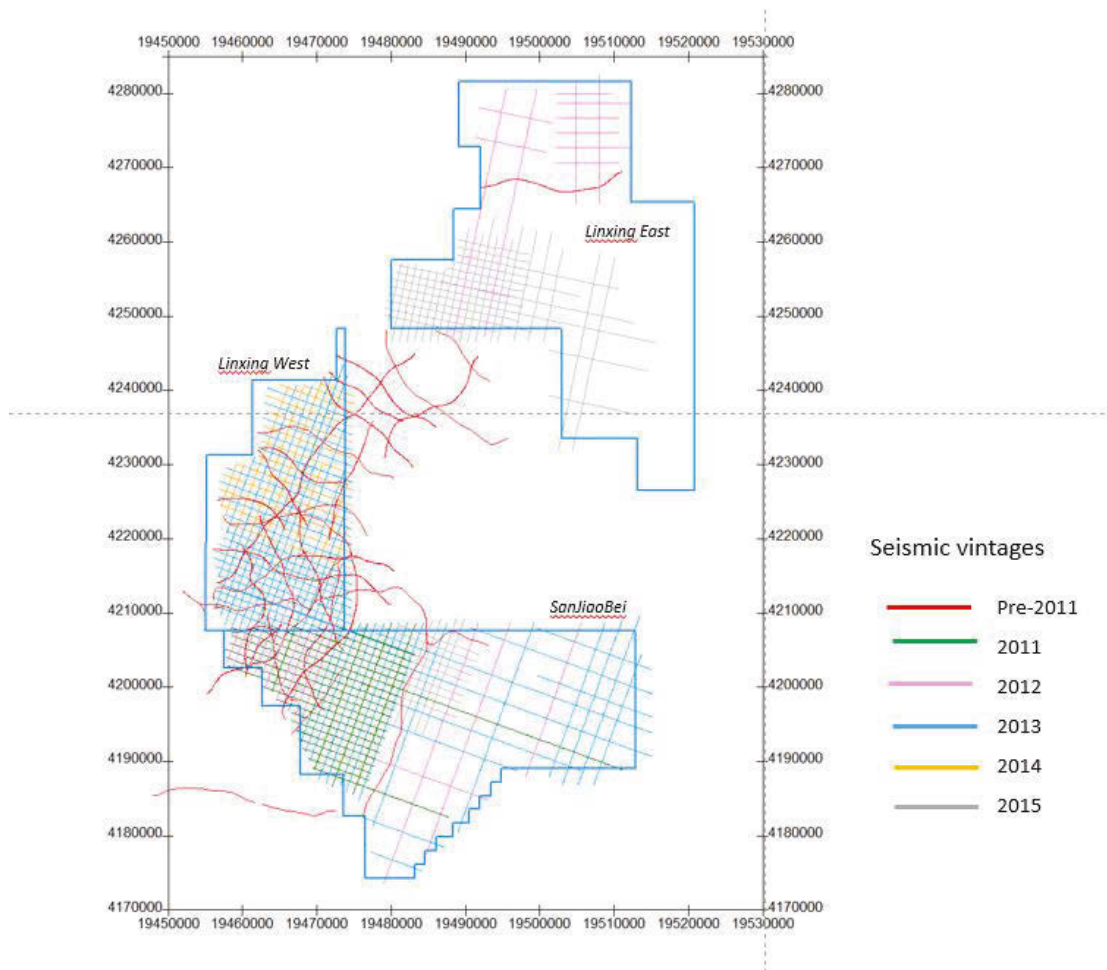 19450000 19460000 19470000 19480000 19490000 19500000 19510000 19520000 19530000
4280000 4280000
4270000 4270000
4260000 4260000
Linxing East
4250000 4250000
Linxing West
4240000 4240000
4230000 4230000
4220000 4220000
Seismic vintages
4210000 4210000
SanJiaoBei
Pre-2011
2011
4200000 4200000
2012
2013
4190000 4190000
2014
2015
4180000 4180000
4170000 4170000
19450000 19460000 19470000 19480000 19490000 19500000 19510000 19520000 19530000